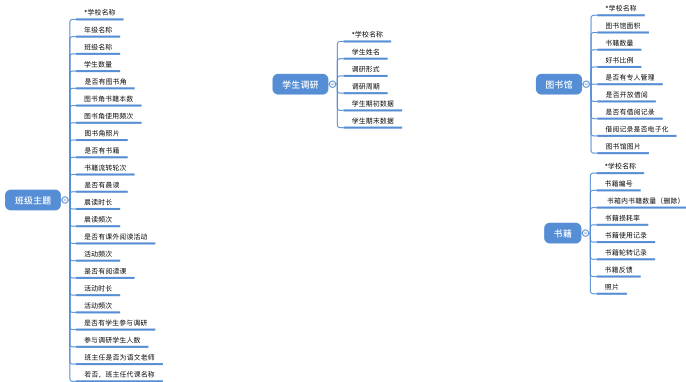 班级主题
*学校名称
年级名称
班级名称
学生数量
是否有图书角
图书角书籍本数
图书角使用频次
图书角照片
是否有书箱
书箱流转轮次
是否有晨读
晨读时长
晨读频次
是否有课外阅读活动
活动频次
是否有阅读课
活动时长
活动频次
是否有学生参与调研
参与调研学生人数
班主任是否为语文老师
若否，班主任代课名称
学生调研
*学校名称
学生姓名
调研形式
调研周期
学生期初数据
学生期末数据
图书馆
*学校名称
图书馆面积
书籍数量
好书比例
是否有专人管理
是否开放借阅
是否有借阅记录
借阅记录是否电子化
图书馆图片
书箱
*学校名称
书箱编号
书箱内书籍数量（删除）
书箱损耗率
书箱使用记录
书箱轮转记录
书箱反馈
照片